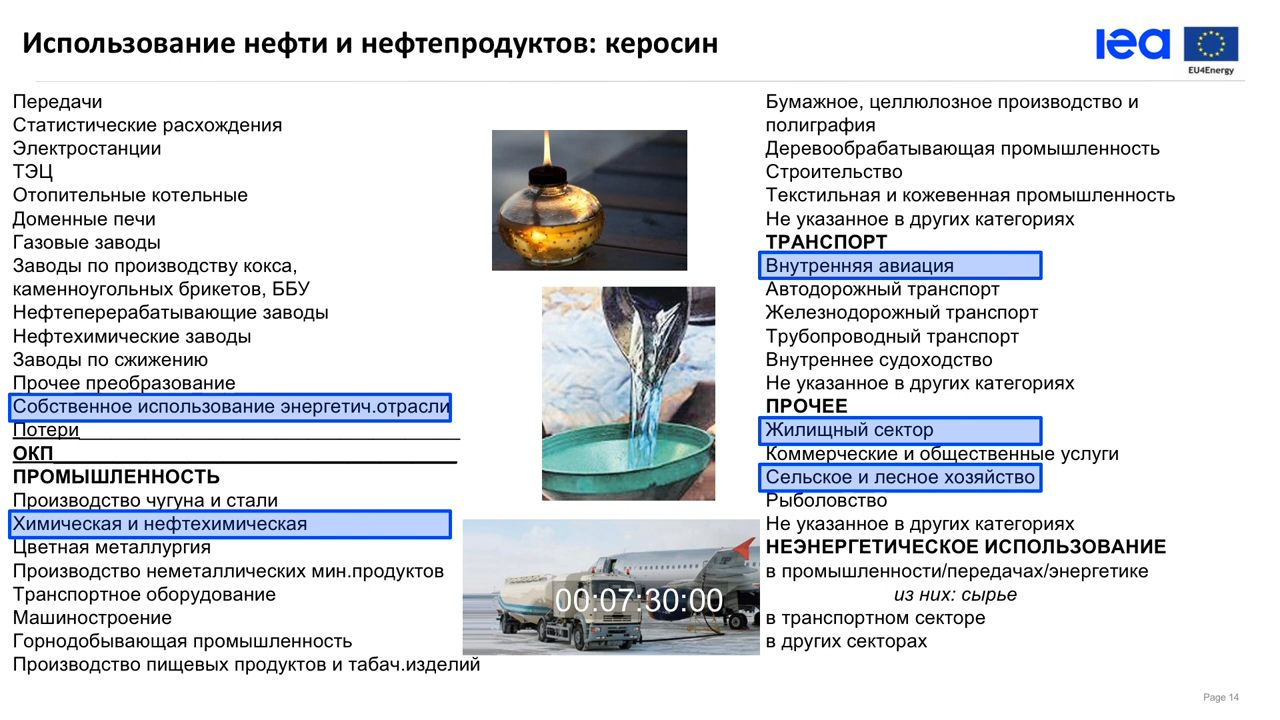 Использование нефти и нефтепродуктов: керосин
iea
EU4Energy
Передачи
Статистические расхождения
Электростанции
ТЭЦ
Отопительные котельные
Доменные печи
Газовые заводы
Заводы по производству кокса,
каменноугольных брикетов, ББУ
Нефтеперерабатывающие заводы
Нефтехимические заводы
Заводы по сжижению
Прочее преобразование
Собственное использование энергетич.отрасли
Потери
ОКП
ПРОМЫШЛЕННОСТЬ
Производство чугуна и стали
Химическая и нефтехимическая
Цветная металлургия
Производство неметаллических мин.продуктов
Транспортное оборудование
Машиностроение
Горнодобывающая промышленность
Производство пищевых продуктов и табач.изделий
00:07:30:00
Бумажное, целлюлозное производство и
полиграфия
Деревообрабатывающая промышленность
Строительство
Текстильная и кожевенная промышленность
Не указанное в других категориях
ТРАНСПОРТ
Внутренняя авиация
Автодорожный транспорт
Железнодорожный транспорт
Трубопроводный транспорт
Внутреннее судоходство
Не указанное в других категориях
ПРОЧЕЕ
Жилищный сектор
Коммерческие и общественные услуги
Сельское и лесное хозяйство
Рыболовство
Не указанное в других категориях
НЕЭНЕРГЕТИЧЕСКОЕ ИСПОЛЬЗОВАНИЕ
в промышленности/передачах/энергетике
из них: сырье
в транспортном секторе
в других секторах
Page 14